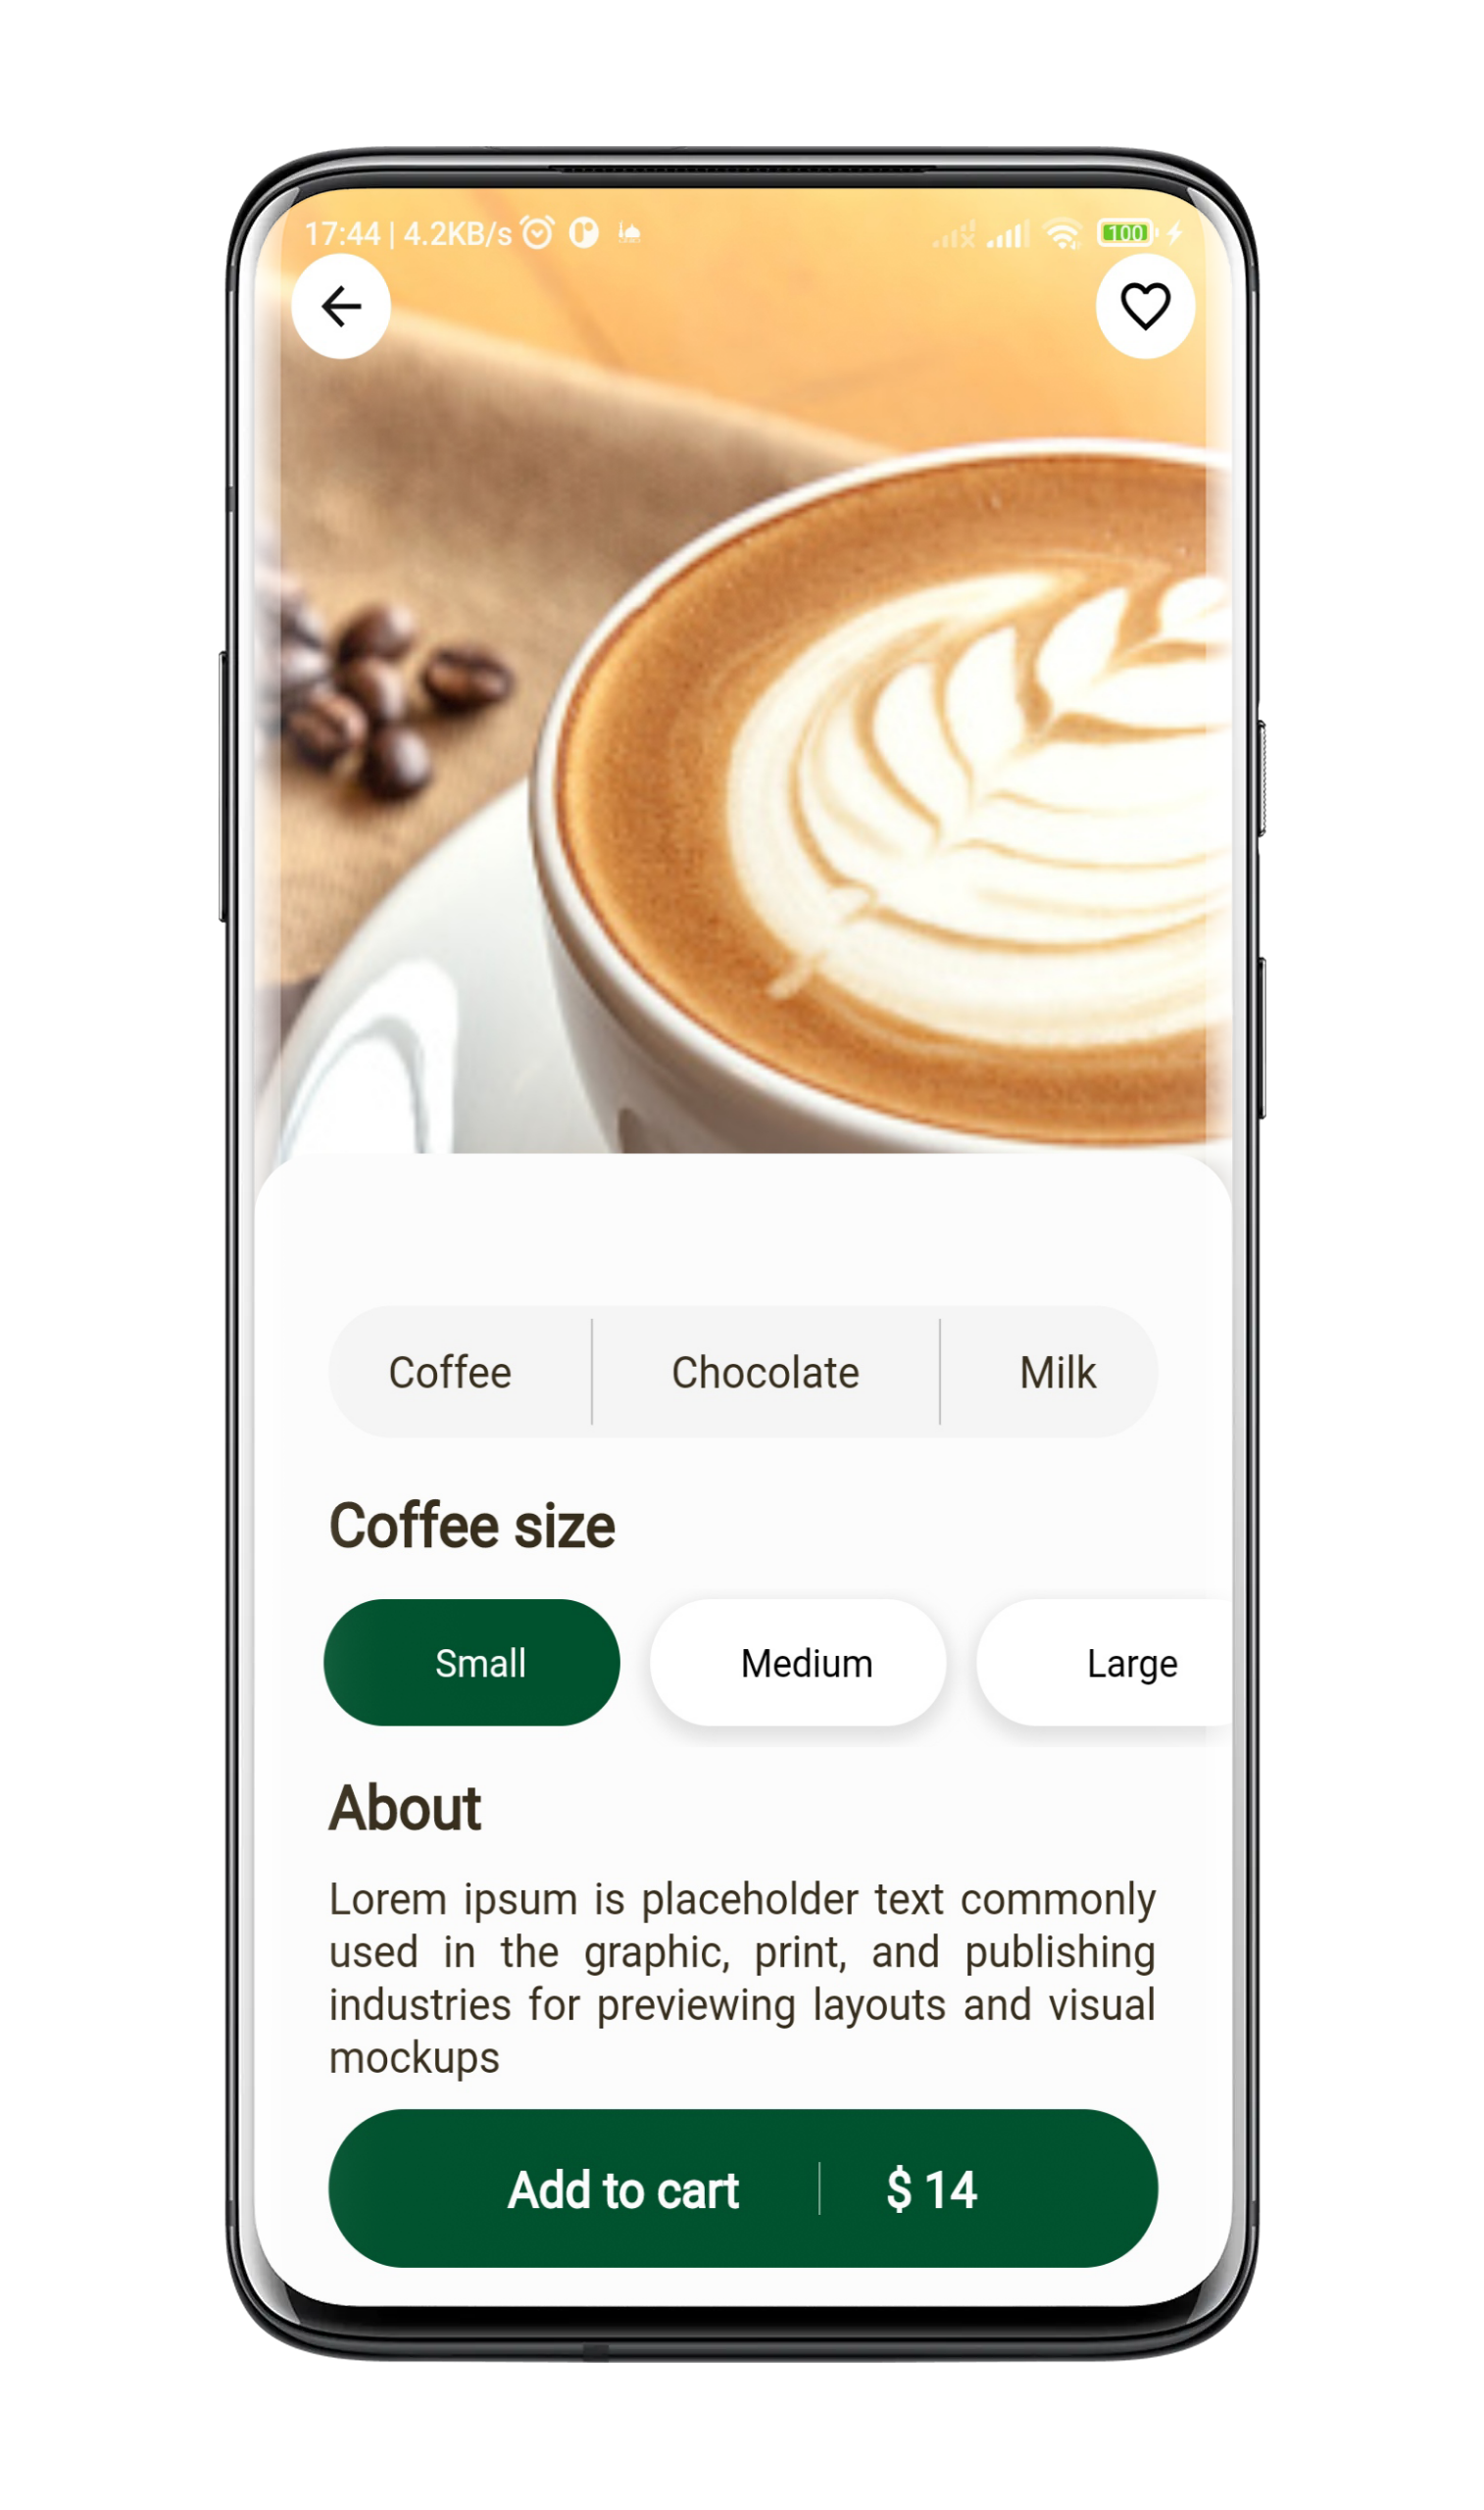 17:44 | 4.2KB/s
100
Coffee Chocolate Milk
Coffee size
Small Medium Large
About
Lorem ipsum is placeholder text commonly
used in the graphic, print, and publishing
industries for previewing layouts and visual
mockups
Add to cart $ 14